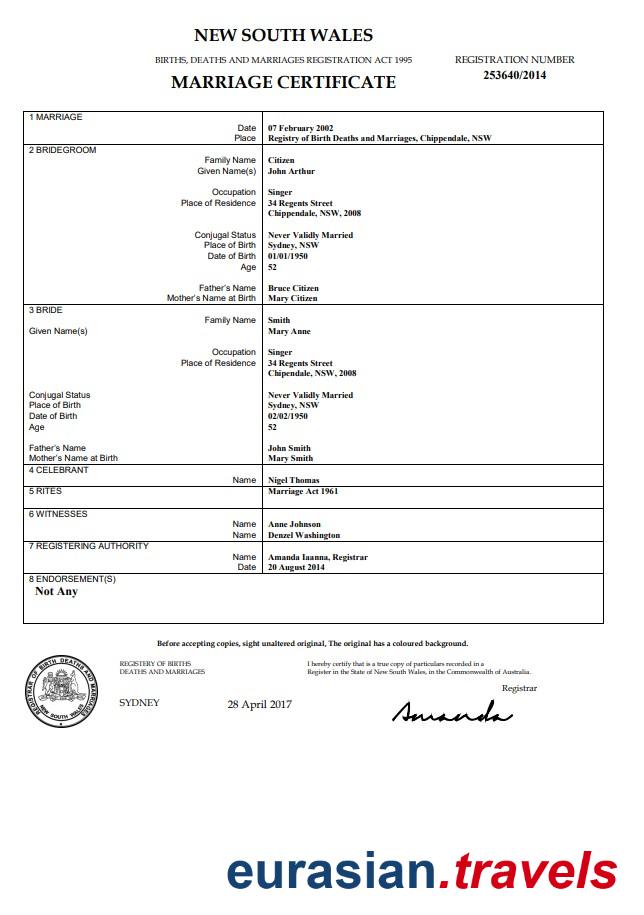 NEW SOUTH WALES
BIRTHS, DEATHS AND MARRIAGES REGISTRATION ACT 1995
REGISTRATION NUMBER
253640/2014
MARRIAGE CERTIFICATE
1 MARRIAGE
Date 07 February 2002
Place Registry of Birth Deaths and Marriages, Chippendale, NSW
2 BRIDEGROOM
Family Name Citizen
Given Name(s) John Arthur
Occupation Singer
Place of Residence 34 Regents Street
Chippendale, NSW, 2008
Conjugal Status Never Validly Married
Place of Birth Sydney, NSW
Date of Birth 01/01/1950
Age 52
Father's Name Bruce Citizen
Mother's Name at Birth Mary Citizen
3 BRIDE
Family Name Smith
Given Name(s) Mary Anne
Occupation Singer
Place of Residence 34 Regents Street
Chipendale, NSW, 2008
Conjugal Status Never Validly Married
Place of Birth Sydney, NSW
Date of Birth 02/02/1950
Age 52
Father's Name John Smith
Mother's Name at Birth Mary Smith
4 CELEBRANT
Name Nigel Thomas
5 RITES Marriage Act 1961
6 WITNESSES
Name Anne Johnson
Name Denzel Washington
7 REGISTERING AUTHORITY
Name Amanda Iaanna, Registrar
Date 20 August 2014
8 ENDORSEMENT(S)
Not Any
Before accepting copies, sight unaltered original, The original has a coloured background.
REGISTRAR OF BIRTH DEATHS AND MARRIAGES
NEW SOUTH WALES
REGISTERY OF BIRTHS
DEATHS AND MARRIAGES
I hereby certify that is a true copy of particulars recorded in a
Register in the State of New South Wales, in the Commonwealth of Australia.
Registrar
SYDNEY
28 April 2017
Amanda
eurasian.travels